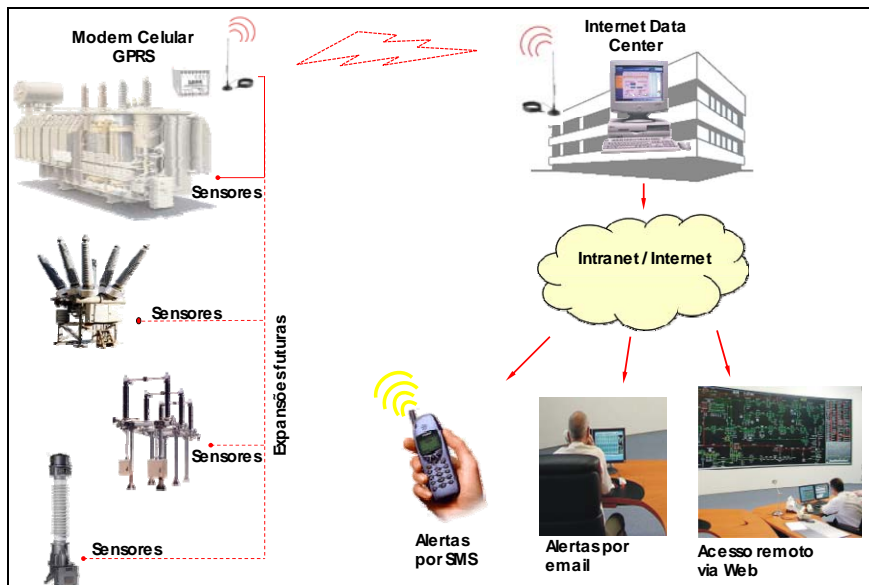 Modem Celular
GPRS
Internet Data
Center
Sensores
Intranet / Internet
Sensores
Expansões futuras
Sensores
Sensores
Alertas
por SMS
Alertas por
email
Acesso remoto
via Web